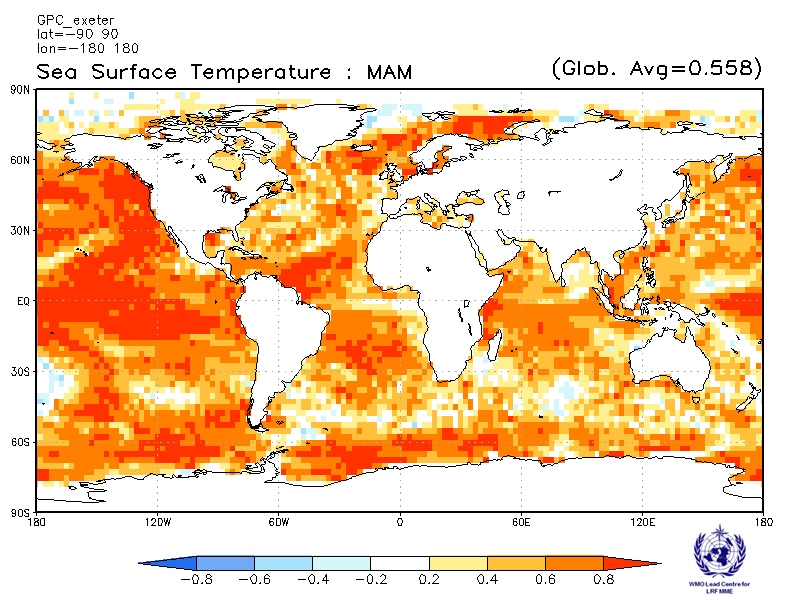 GPC_exeter
lat=-90 90
lon=-180 180
Sea Surface Temperature : MAM
(Glob. Avg=0.558)
90N
60N
30N
EQ
30S
60S
90S
180 120W 60W 0 60E 120E 180
-0.8 -0.6 -0.4 -0.2 0.2 0.4 0.6 0.8
WMO Lead Centre for
LRF MME